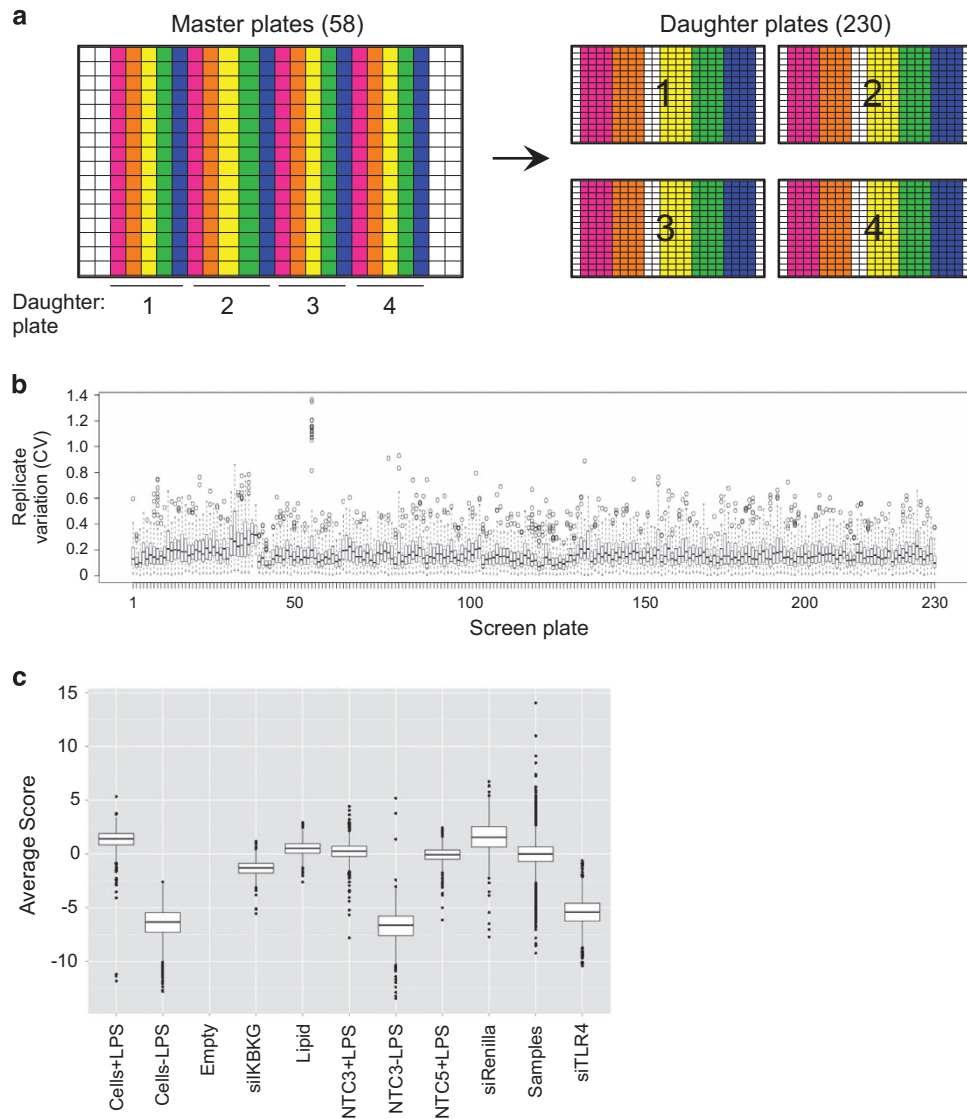 a
Master plates (58)
Daughter plates (230)
1
2
3
4
Daughter:
plate
1 2 3 4
b
Replicate
variation (CV)
1.4
1.2
1.0
0.8
0.6
0.4
0.2
0
1 50 100 150 200 230
Screen plate
c
Average Score
15
10
5
0
-5
-10
Cells+LPS
Cells-LPS
Empty
siIKBKG
Lipid
NTC3+LPS
NTC3-LPS
NTC5+LPS
siRenilla
Samples
siTLR4